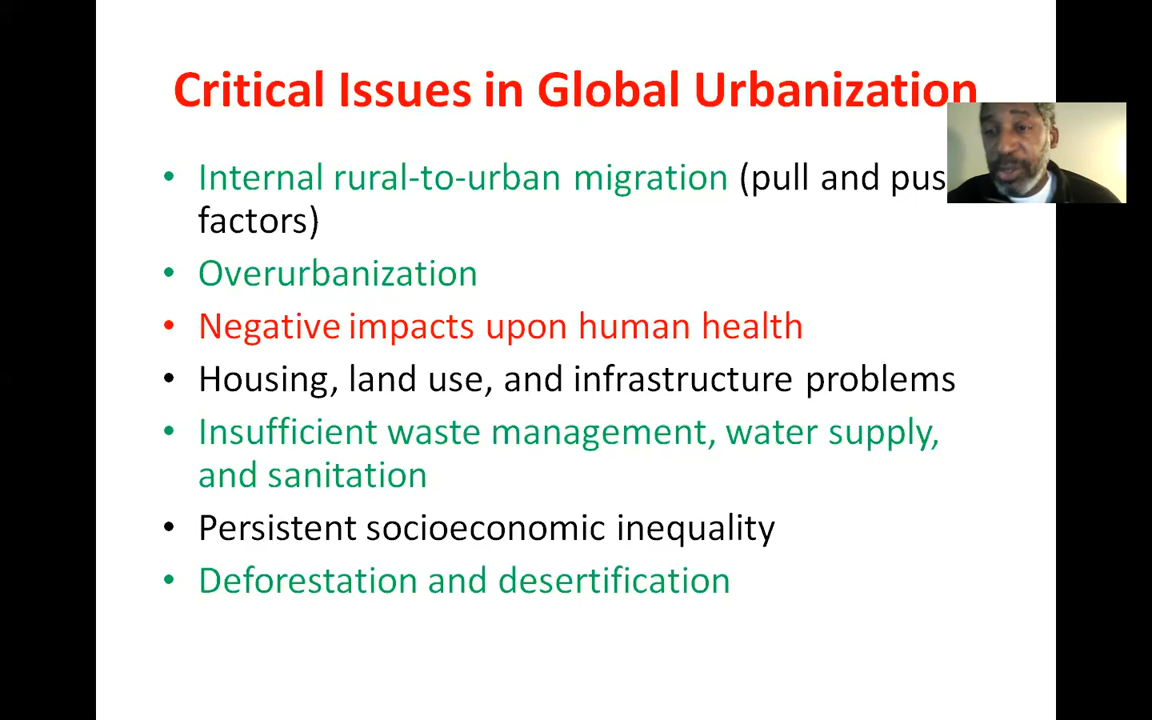 Critical Issues in Global Urbanization
• Internal rural-to-urban migration (pull and
factors)
• Overurbanization
• Negative impacts upon human health
• Housing, land use, and infrastructure problems
• Insufficient waste management, water supply,
and sanitation
• Persistent socioeconomic inequality
• Deforestation and desertification